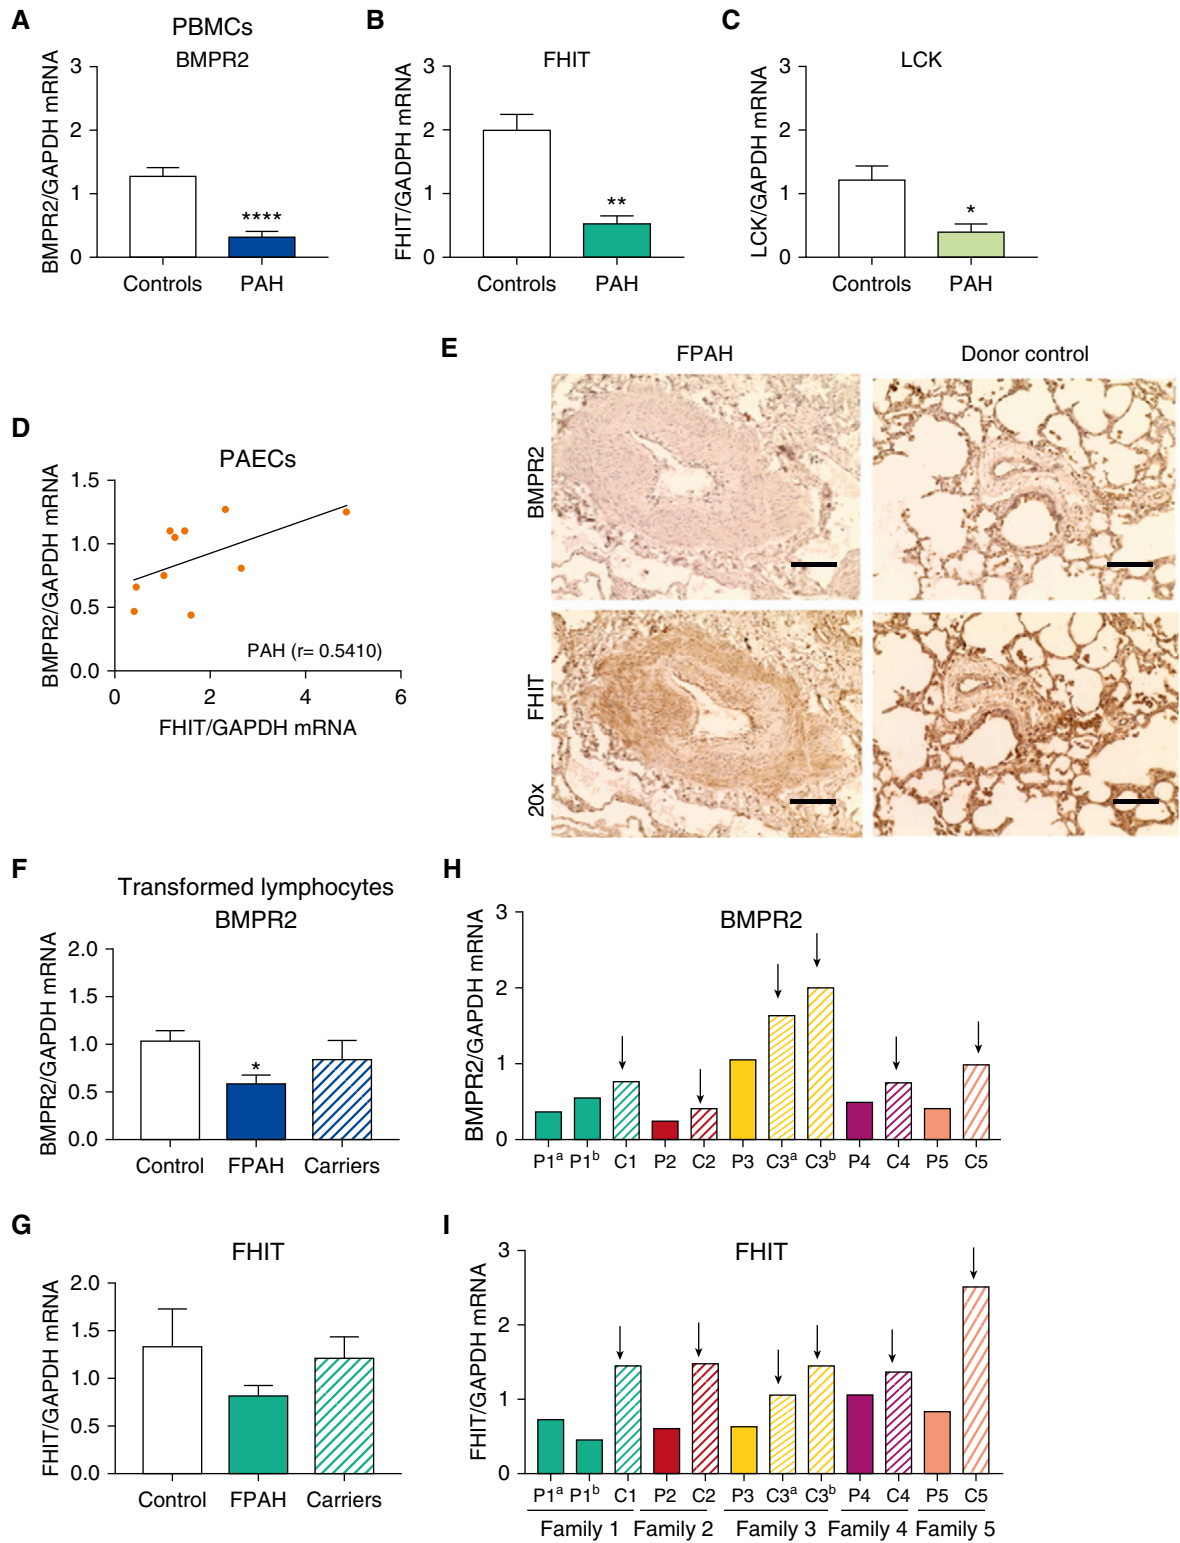 A
PBMCs
BMPR2
BMPR2/GAPDH mRNA
3
2
1
0
****
Controls PAH
B
FHIT
FHIT/GADPH mRNA
3
2
1
0
**
Controls PAH
C
LCK
LCK/GAPDH mRNA
3
2
1
0
*
Controls PAH
D
PAECs
BMPR2/GAPDH mRNA
1.5
1.0
0.5
0.0
PAH (r= 0.5410)
0 2 4 6
FHIT/GAPDH mRNA
E
FPAH Donor control
BMPR2
FHIT
20x
F
Transformed lymphocytes
BMPR2
BMPR2/GAPDH mRNA
2.0
1.5
1.0
0.5
0.0
*
Control FPAH Carriers
G
FHIT
FHIT/GAPDH mRNA
2.0
1.5
1.0
0.5
0.0
Control FPAH Carriers
H
BMPR2
BMPR2/GAPDH mRNA
3
2
1
0
P1ᵃ P1ᵇ C1 P2 C2 P3 C3ᵃ C3ᵇ P4 C4 P5 C5
I
FHIT
FHIT/GAPDH mRNA
3
2
1
0
P1ᵃ P1ᵇ C1 P2 C2 P3 C3ᵃ C3ᵇ P4 C4 P5 C5
Family 1 Family 2 Family 3 Family 4 Family 5